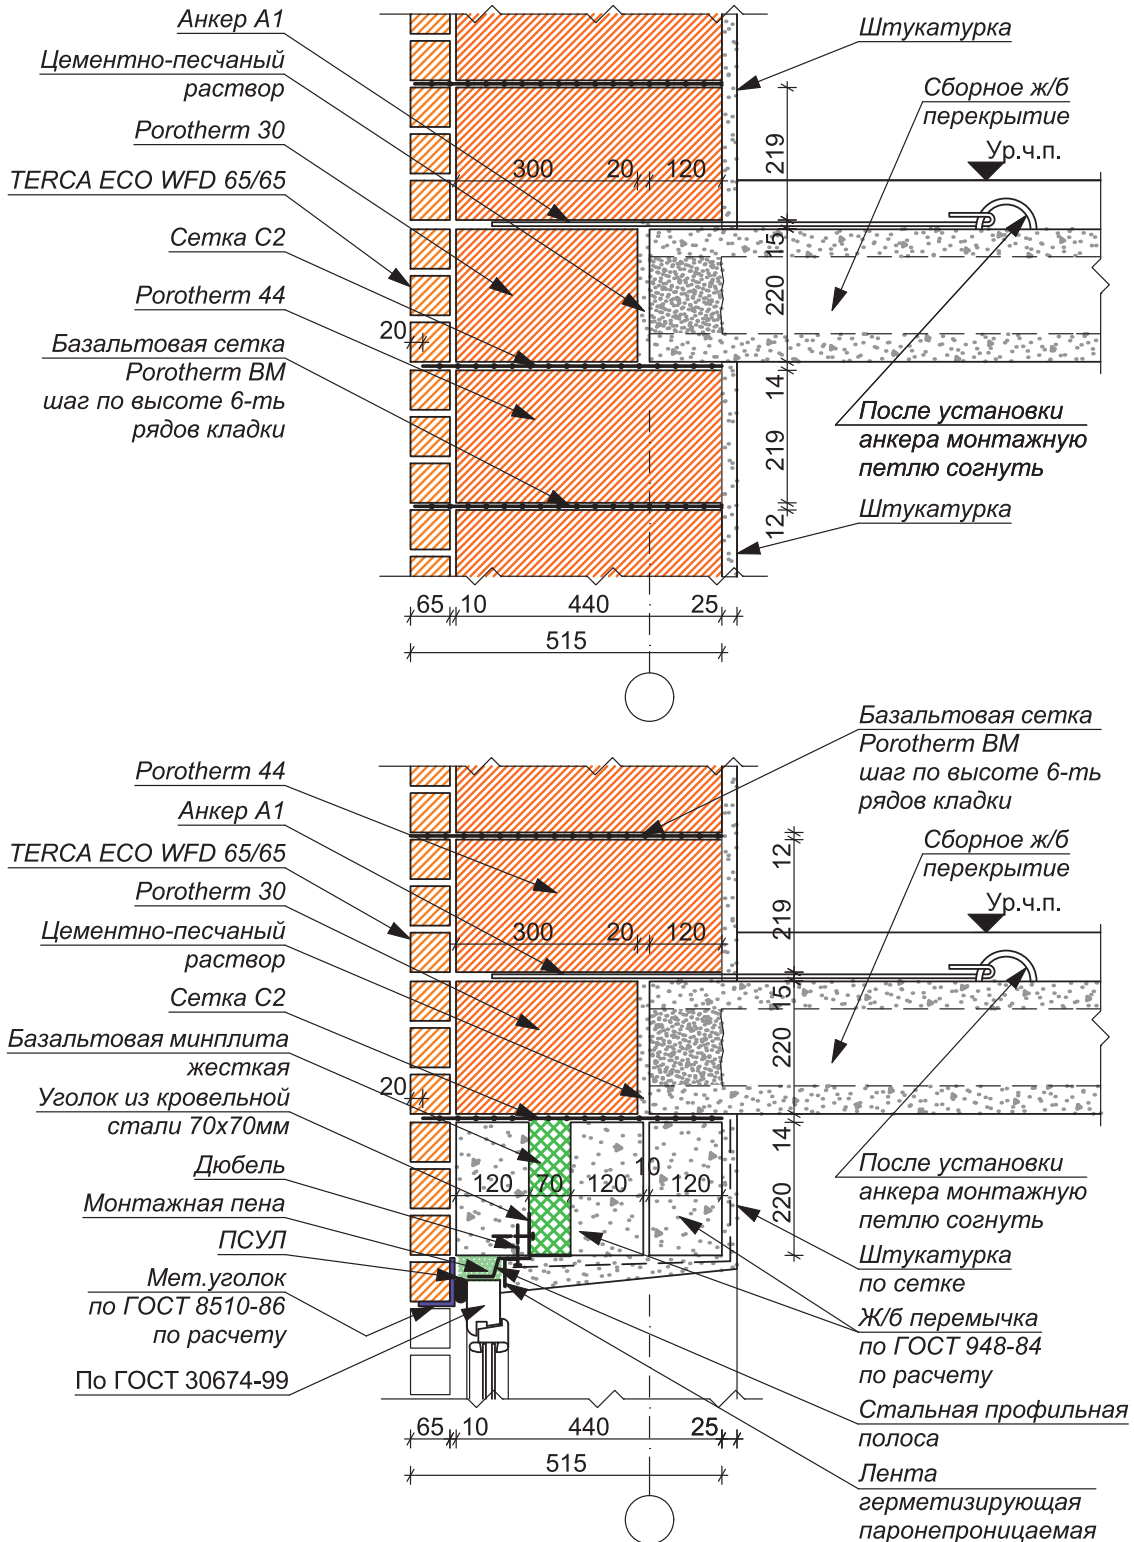 Анкер А1
Цементно-песчаный
раствор
Porotherm 30
TERCA ECO WFD 65/65
Сетка С2
Porotherm 44
20
Базальтовая сетка
Porotherm BM
шаг по высоте 6-ть
рядов кладки
Штукатурка
Сборное ж/б
перекрытие
Ур.ч.п.
300
20
120
219
15
220
14
219
12
После установки
анкера монтажную
петлю согнуть
Штукатурка
65
10
440
25
515
Базальтовая сетка
Porotherm BM
шаг по высоте 6-ть
рядов кладки
Porotherm 44
Анкер А1
TERCA ECO WFD 65/65
Porotherm 30
Цементно-песчаный
раствор
Сетка С2
Базальтовая минплита
жесткая
20
Уголок из кровельной
стали 70х70мм
Дюбель
Монтажная пена
ПСУЛ
Мет.уголок
по ГОСТ 8510-86
по расчету
По ГОСТ 30674-99
Сборное ж/б
перекрытие
Ур.ч.п.
300
20
120
12
219
15
220
14
220
120
70
120
10
120
После установки
анкера монтажную
петлю согнуть
Штукатурка
по сетке
Ж/б перемычка
по ГОСТ 948-84
по расчету
Стальная профильная
полоса
Лента
герметизирующая
паронепроницаемая
65
10
440
25
515